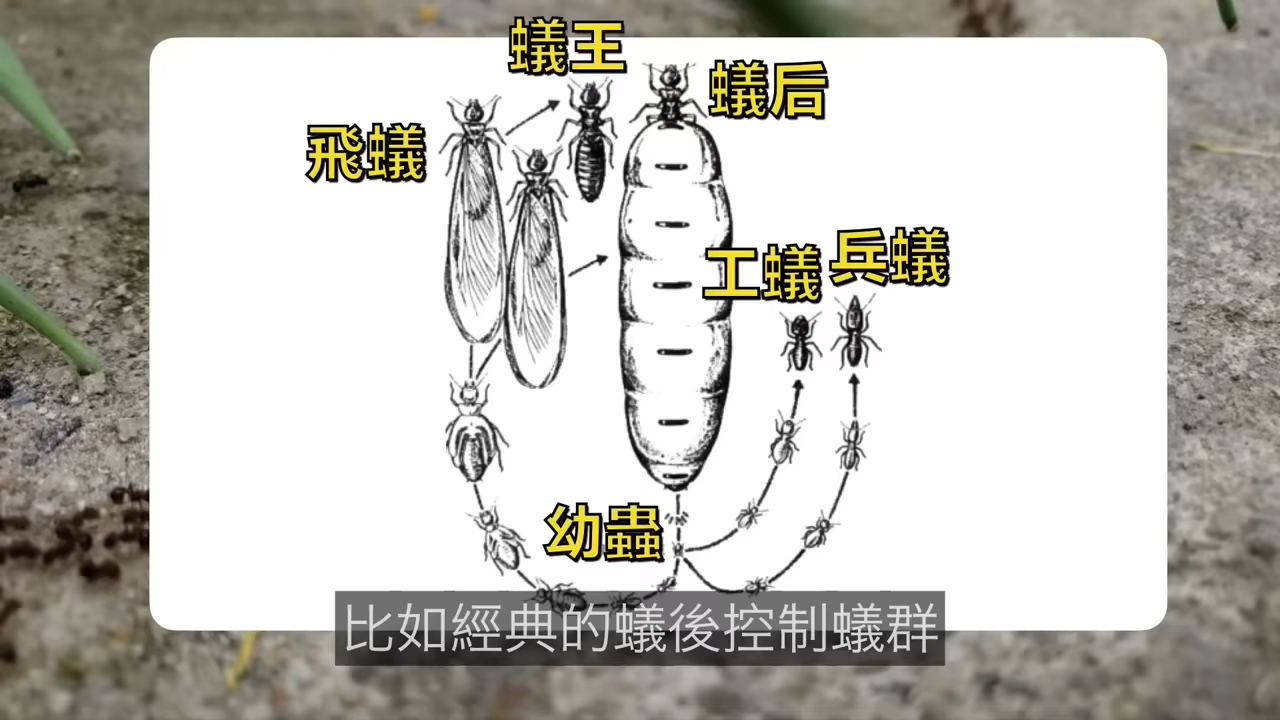 蟻王
蟻后
飛蟻
工蟻
兵蟻
幼蟲
比如經典的蟻後控制蟻群